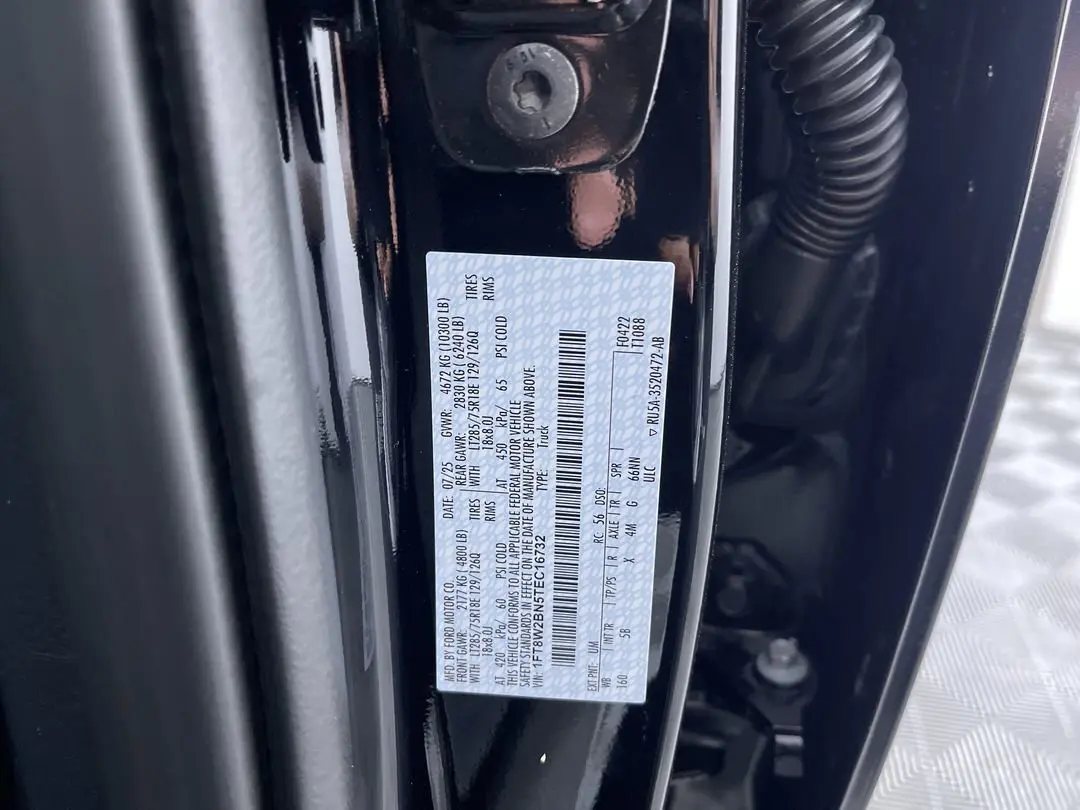 MFD. BY FORD MOTOR CO. DATE: 07/25 GVWR: 4672 KG (10300 LB)
FRONT GAWR: 2177 KG ( 4800 LB) REAR GAWR: 2830 KG ( 6240 LB)
WITH LT285/75R18E 129/126Q TIRES WITH LT285/75R18E 129/126Q TIRES
18x8.0J RIMS 18x8.0J RIMS
AT 420 kPa/ 60 PSI COLD AT 450 kPa/ 65 PSI COLD
THIS VEHICLE CONFORMS TO ALL APPLICABLE FEDERAL MOTOR VEHICLE
SAFETY STANDARDS IN EFFECT ON THE DATE OF MANUFACTURE SHOWN ABOVE.
VIN: 1FT8W2BN5TEC16732 TYPE: Truck
EXT PNT: UM RC: 56 DSO: F0422
WB INT TR TP/PS R AXLE TR SPR T1088
160 5B X 4M G 66NN
ULC
▽ RU5A-3520472-AB